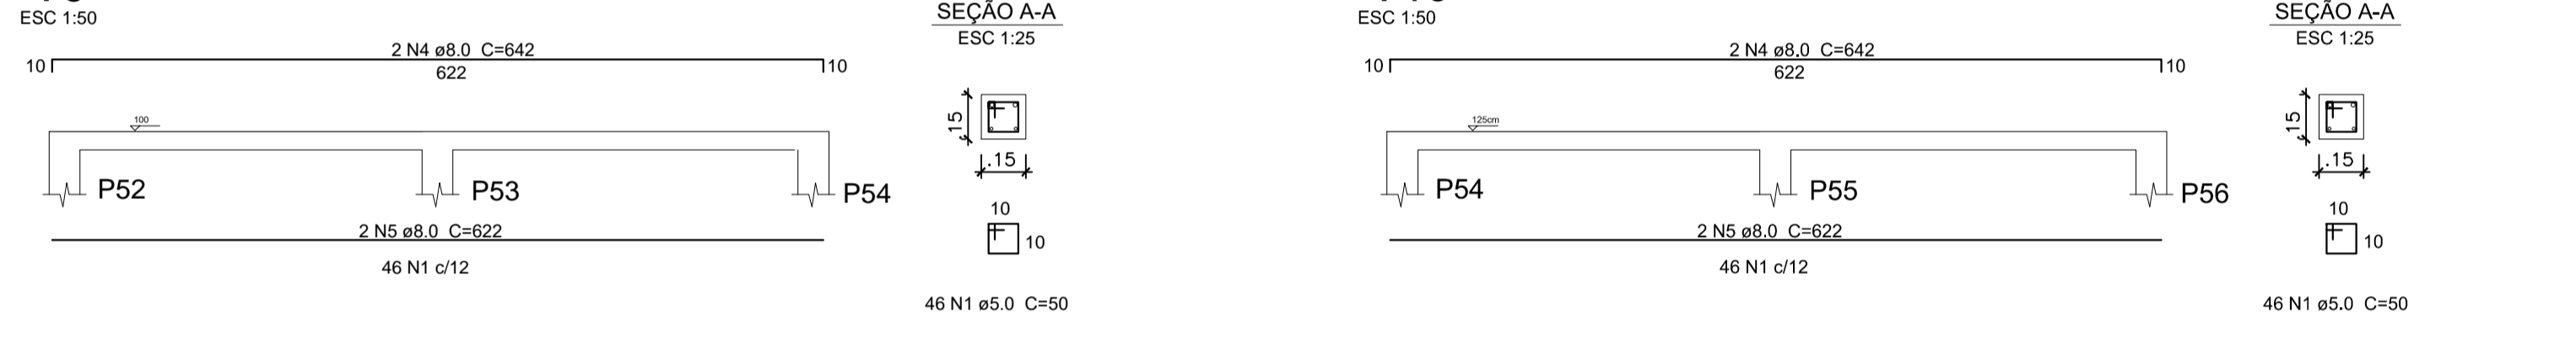 ESC 1:50
2 N4 ø8.0 C=642
10
622
10
100
P52
P53
P54
2 N5 ø8.0 C=622
46 N1 c/12
SEÇÃO A-A
ESC 1:25
.15
.15
10
10
46 N1 ø5.0 C=50
ESC 1:50
2 N4 ø8.0 C=642
10
622
10
125cm
P54
P55
P56
2 N5 ø8.0 C=622
46 N1 c/12
SEÇÃO A-A
ESC 1:25
.15
.15
10
10
46 N1 ø5.0 C=50